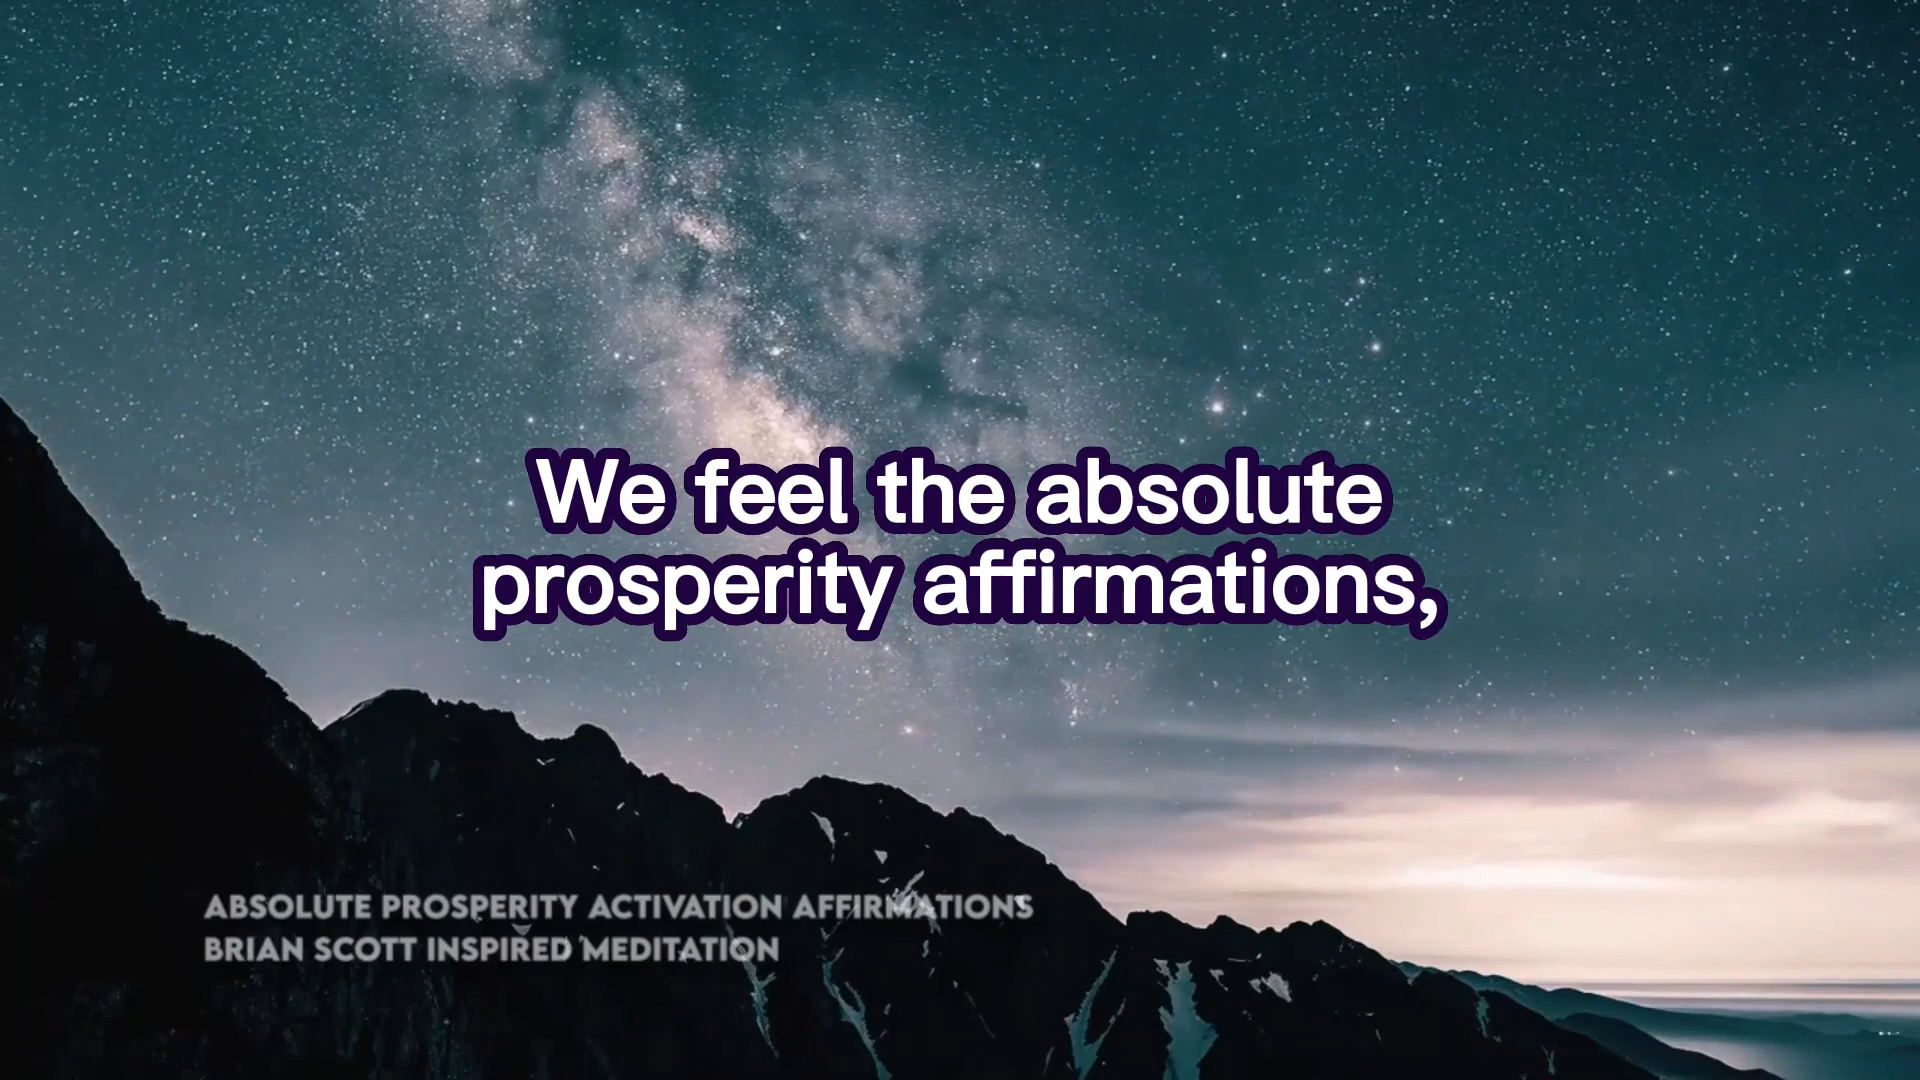 We feel the absolute
prosperity affirmations,
ABSOLUTE PROSPERITY ACTIVATION AFFIRMATIONS
BRIAN SCOTT INSPIRED MEDITATION